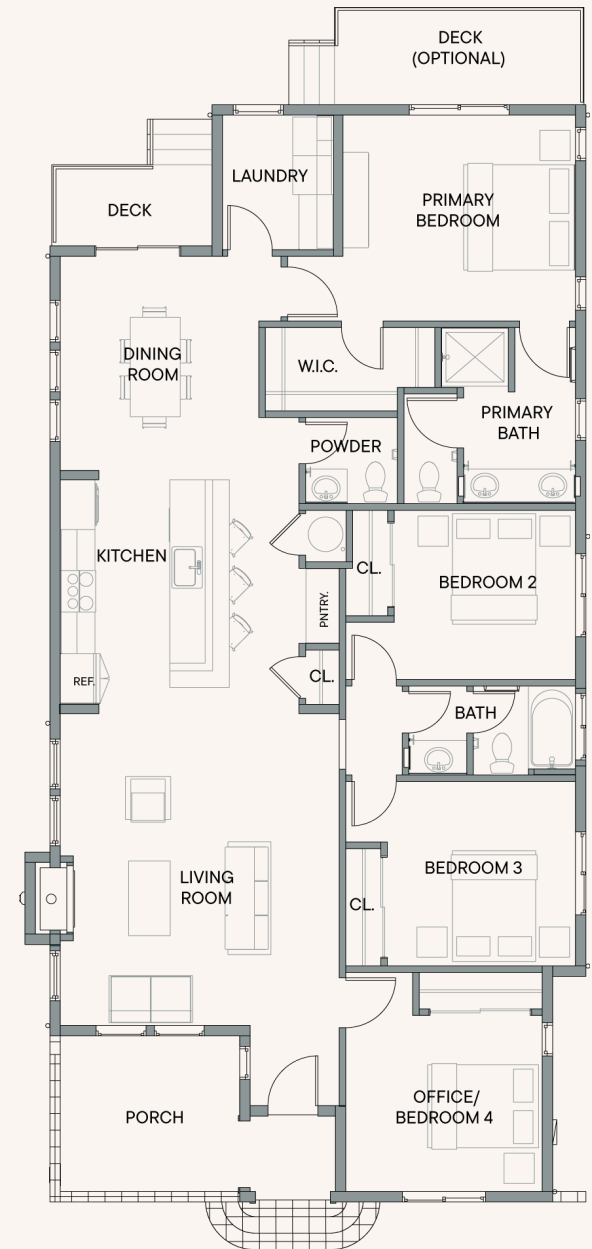 DECK
(OPTIONAL)
LAUNDRY
DECK
PRIMARY
BEDROOM
DINING
ROOM
W.I.C.
PRIMARY
BATH
POWDER
KITCHEN
CL.
BEDROOM 2
PNTRY.
REF.
CL.
BATH
BEDROOM 3
LIVING
ROOM
CL.
OFFICE/
BEDROOM 4
PORCH